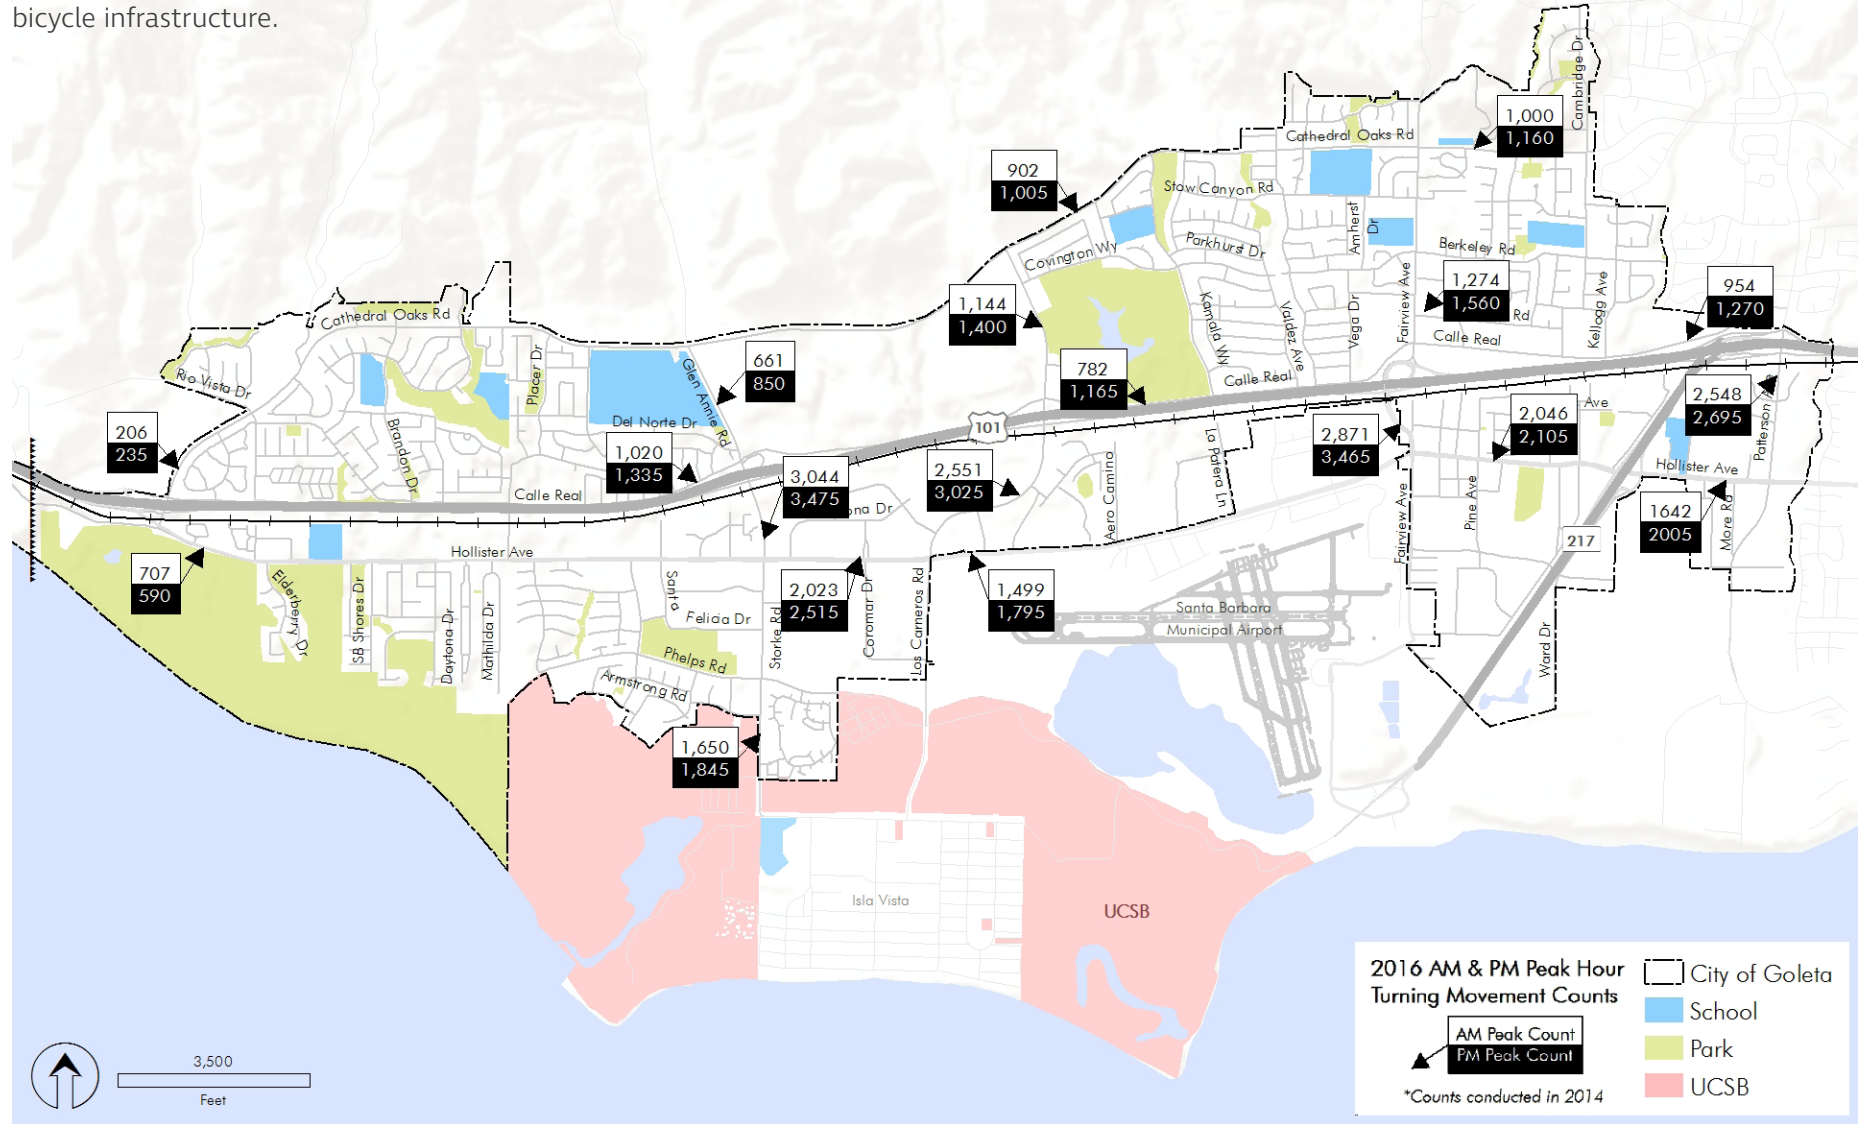 bicycle infrastructure.
Cambridge Dr
1,000
1,160
Cathedral Oaks Rd
902
1,005
Stow Canyon Rd
Amherst
Dr
Parkhurst Dr
Berkeley Rd
Covington Wy
1,274
1,560
Rd
954
1,270
1,144
1,400
Kamala Wy
Valdez Ave
Vega Dr
Fairview Ave
Kellogg Ave
Calle Real
Cathedral Oaks Rd
Rio Vista Dr
Placer Dr
Glen Annie Rd
661
850
782
1,165
Calle Real
2,548
2,695
Patterson
206
235
Brandon Dr
Del Norte Dr
1,020
1,335
101
La Patera Ln
2,871
3,465
2,046
2,105
Ave
Hollister Ave
3,044
3,475
ona Dr
2,551
3,025
Aero Camino
Calle Real
Fairview Ave
Pine Ave
217
1642
2005
More Rd
Hollister Ave
707
590
Elderberry Dr
SB Shores Dr
Daytona Dr
Mathilda Dr
Santa
Felicia Dr
Storke Rd
2,023
2,515
Coromar Dr
Los Carneros Rd
1,499
1,795
Santa Barbara
Municipal Airport
Ward Dr
Phelps Rd
Armstrong Rd
1,650
1,845
Isla Vista
UCSB
2016 AM & PM Peak Hour
Turning Movement Counts
AM Peak Count
PM Peak Count
*Counts conducted in 2014
City of Goleta
School
Park
UCSB
3,500
Feet